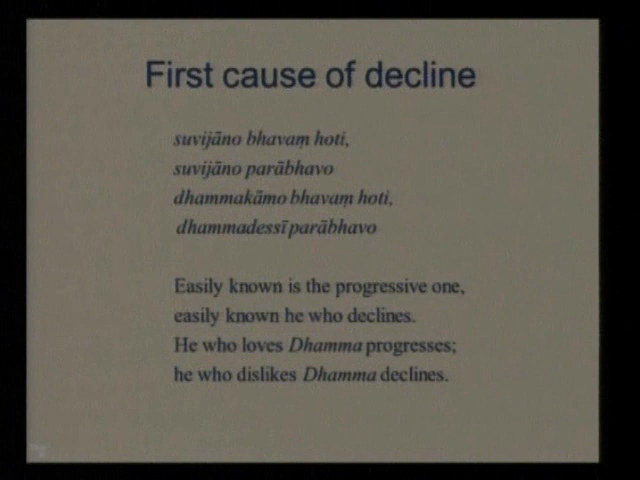 First cause of decline
suvijāno bhavaṃ hoti,
suvijāno parābhavo
dhammakāmo bhavaṃ hoti,
dhammadessī parābhavo
Easily known is the progressive one,
easily known he who declines.
He who loves Dhamma progresses;
he who dislikes Dhamma declines.